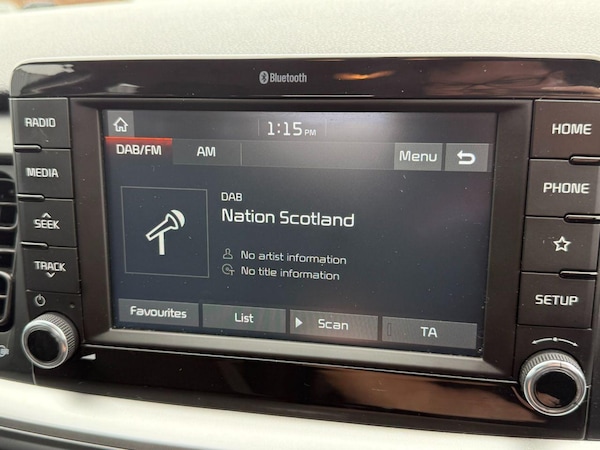 Bluetooth
RADIO
MEDIA
SEEK
TRACK
1:15 PM
DAB/FM
AM
Menu
DAB
Nation Scotland
No artist information
No title information
Favourites
List
Scan
TA
HOME
PHONE
SETUP